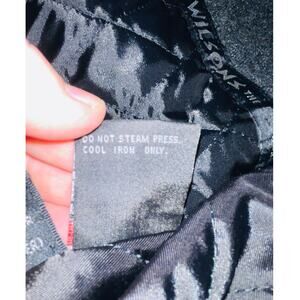 WILSONS
DO NOT STEAM PRESS.
COOL IRON ONLY.